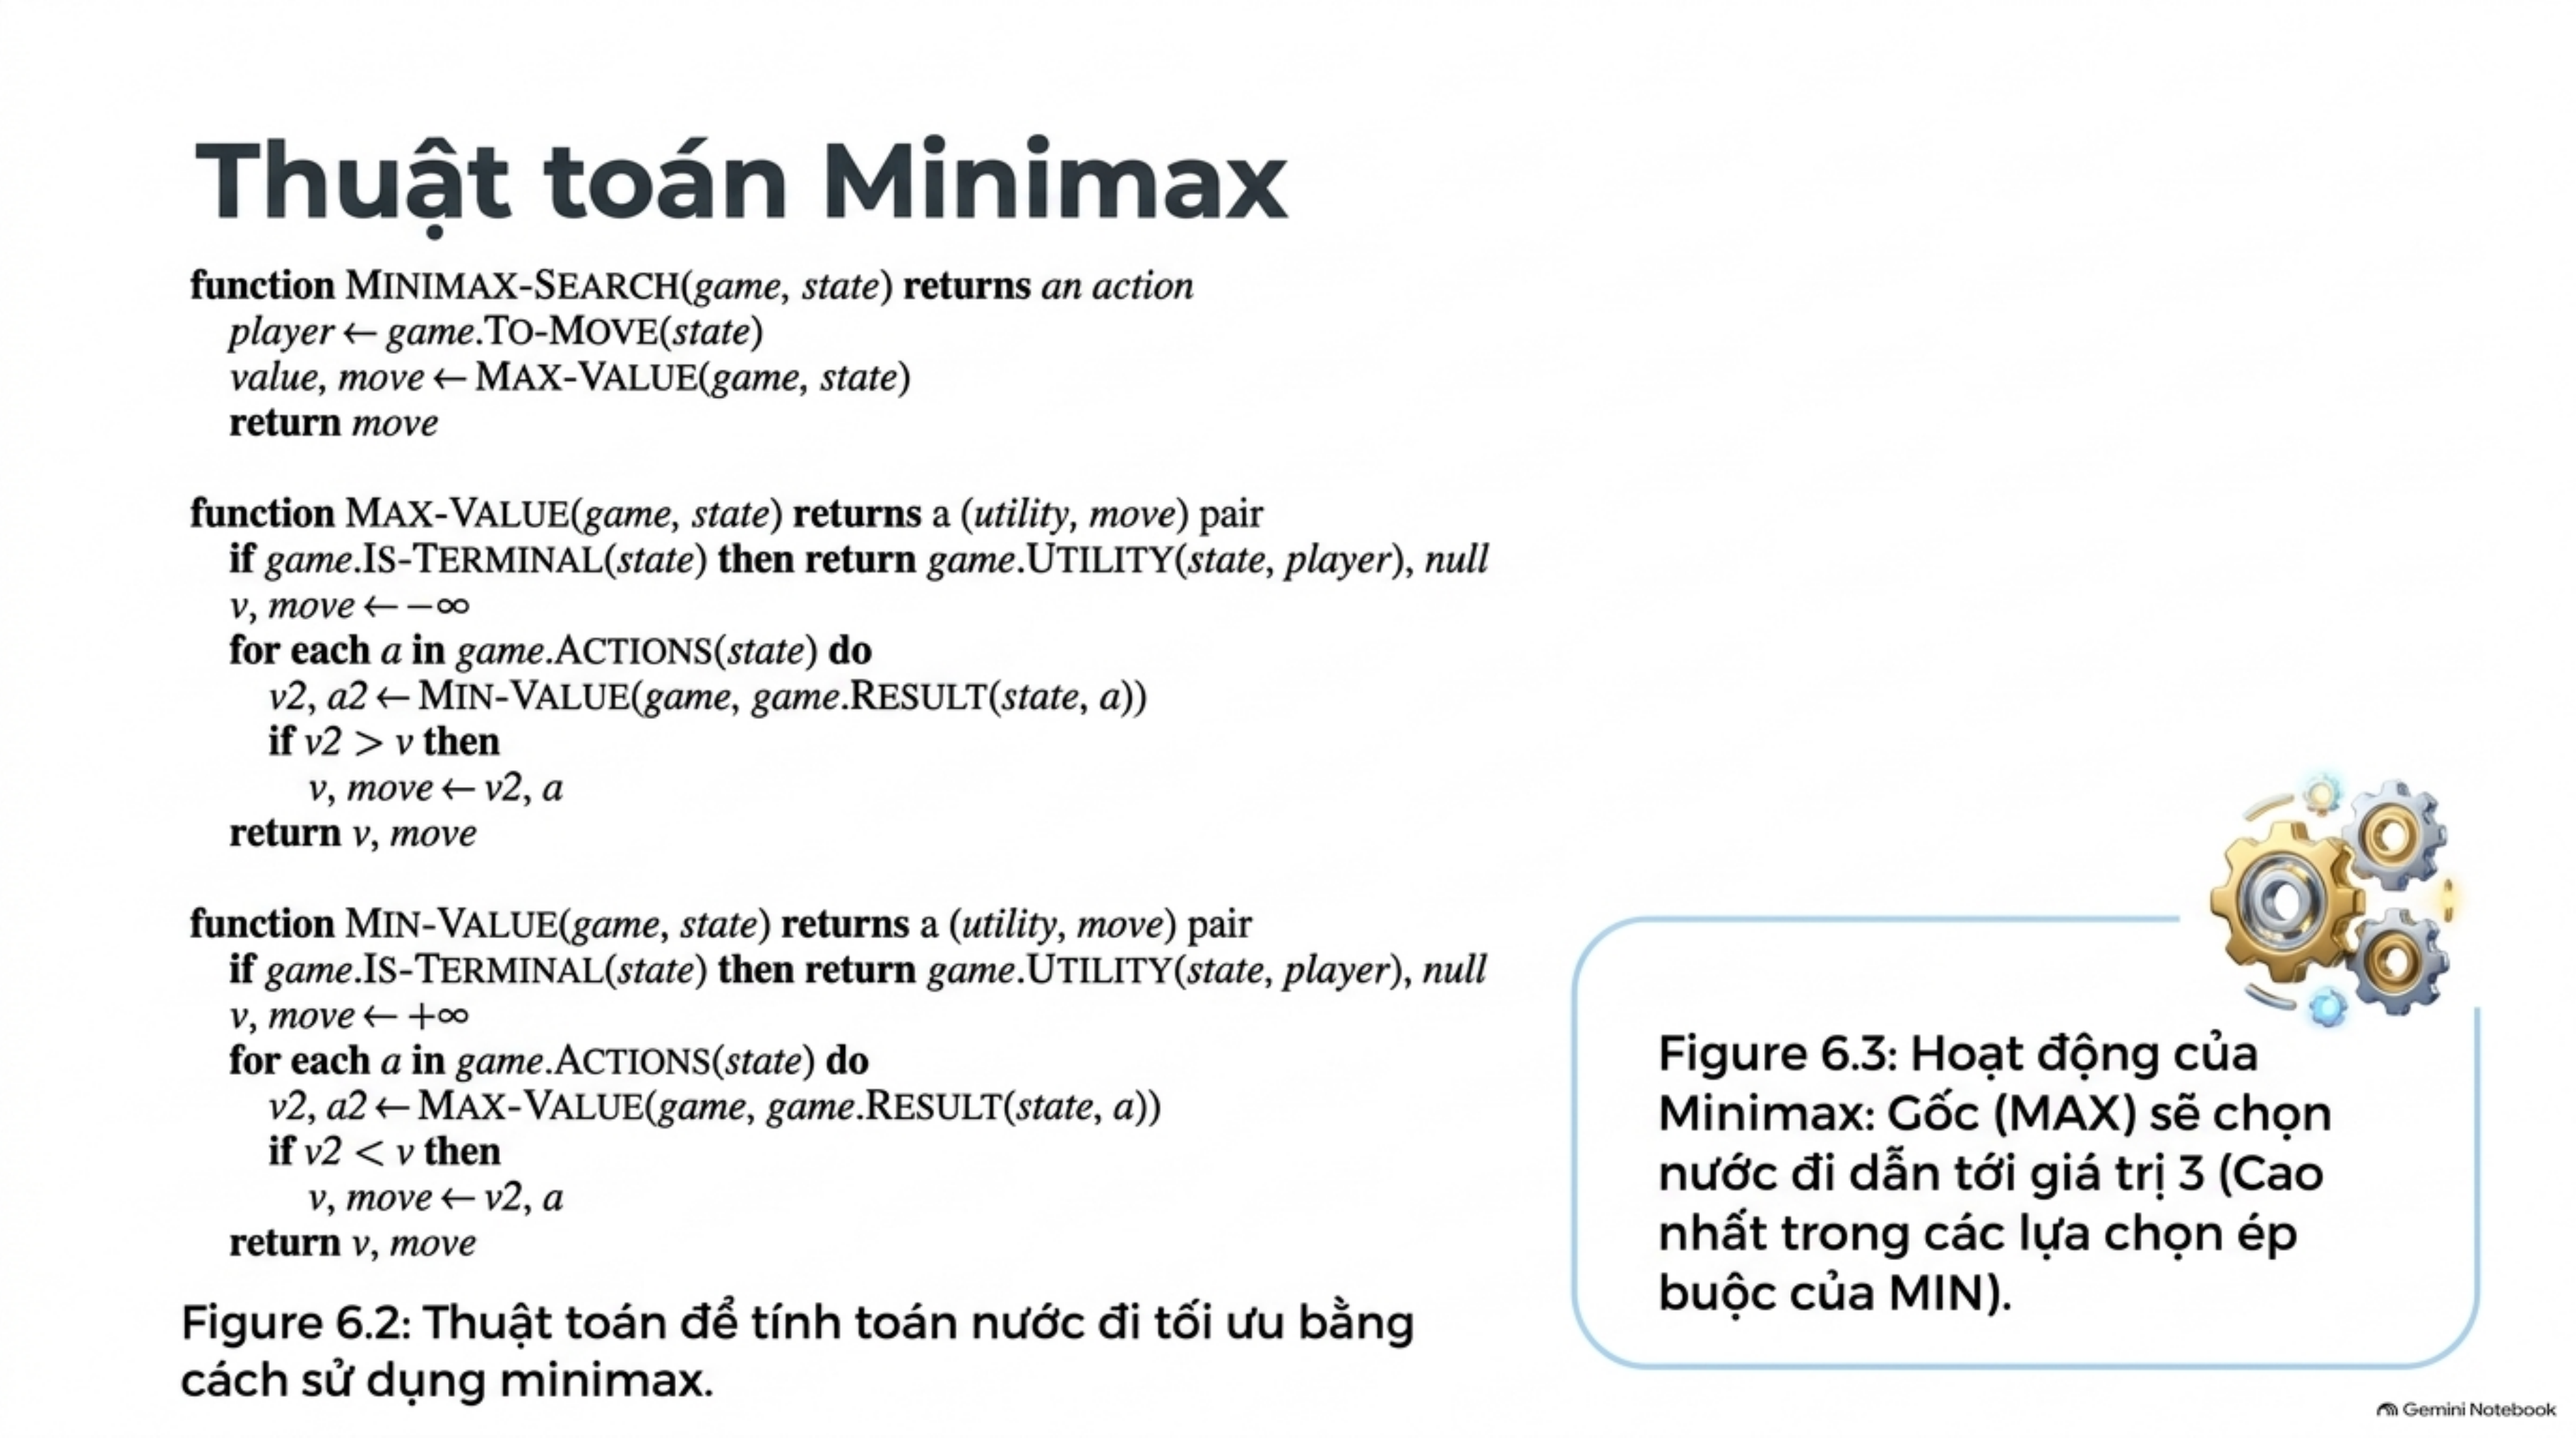 Thuật toán Minimax
function MINIMAX-SEARCH(game, state) returns an action
player ← game.TO-MOVE(state)
value, move ← MAX-VALUE(game, state)
return move
function MAX-VALUE(game, state) returns a (utility, move) pair
if game.IS-TERMINAL(state) then return game.UTILITY(state, player), null
v, move ← −∞
for each a in game.ACTIONS(state) do
v2, a2 ← MIN-VALUE(game, game.RESULT(state, a))
if v2 > v then
v, move ← v2, a
return v, move
function MIN-VALUE(game, state) returns a (utility, move) pair
if game.IS-TERMINAL(state) then return game.UTILITY(state, player), null
v, move ← +∞
for each a in game.ACTIONS(state) do
v2, a2 ← MAX-VALUE(game, game.RESULT(state, a))
if v2 < v then
v, move ← v2, a
return v, move
Figure 6.2: Thuật toán để tính toán nước đi tối ưu bằng
cách sử dụng minimax.
Figure 6.3: Hoạt động của
Minimax: Gốc (MAX) sẽ chọn
nước đi dẫn tới giá trị 3 (Cao
nhất trong các lựa chọn ép
buộc của MIN).
Gemini Notebook